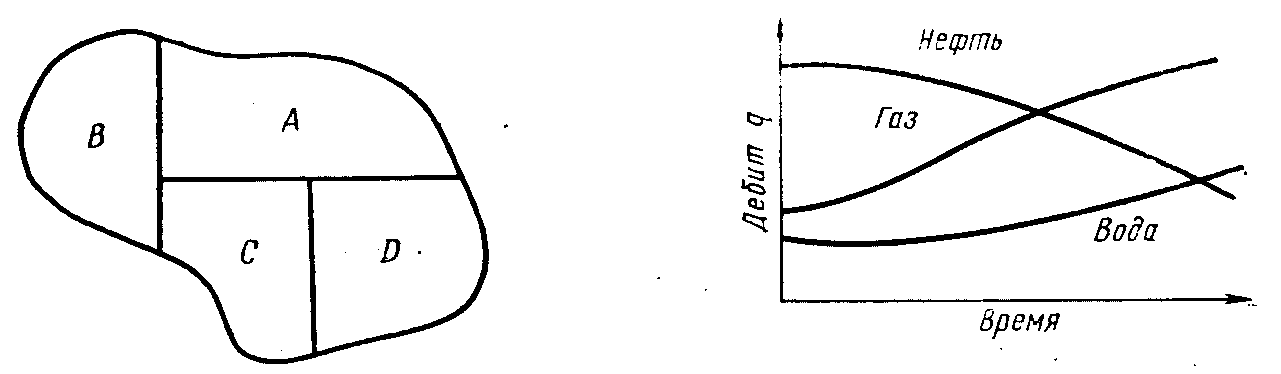 B
A
C
D
Нефть
Газ
Дебит q
Вода
Время